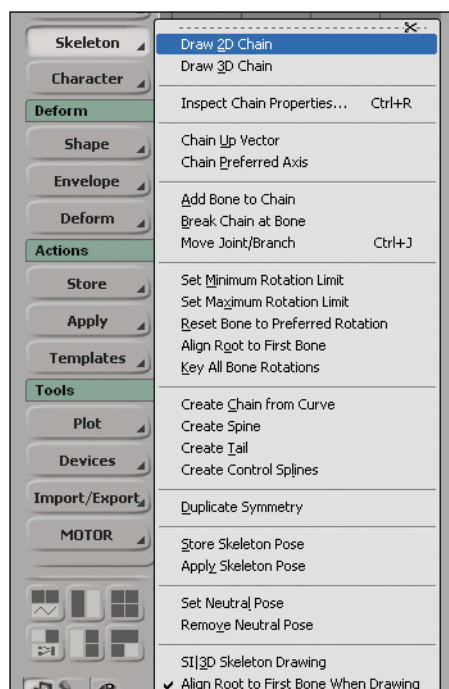 Skeleton
Character
Deform
Shape
Envelope
Deform
Actions
Store
Apply
Templates
Tools
Plot
Devices
Import/Export
MOTOR
Draw 2D Chain
Draw 3D Chain
Inspect Chain Properties... Ctrl+R
Chain Up Vector
Chain Preferred Axis
Add Bone to Chain
Break Chain at Bone
Move Joint/Branch Ctrl+J
Set Minimum Rotation Limit
Set Maximum Rotation Limit
Reset Bone to Preferred Rotation
Align Root to First Bone
Key All Bone Rotations
Create Chain from Curve
Create Spine
Create Tail
Create Control Splines
Duplicate Symmetry
Store Skeleton Pose
Apply Skeleton Pose
Set Neutral Pose
Remove Neutral Pose
SI|3D Skeleton Drawing
Align Root to First Bone When Drawing